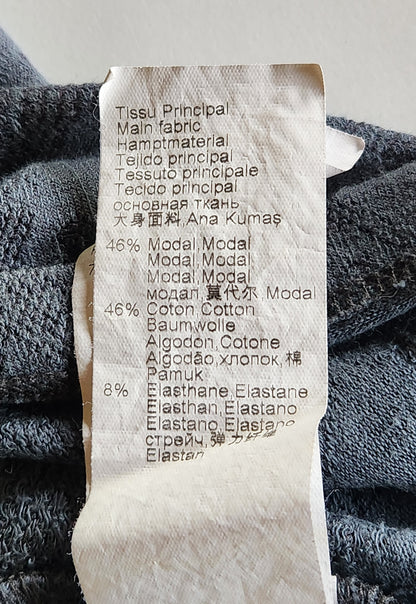 Tissu Principal
Main fabric
Hamptmaterial
Tejido principal
Tessuto principale
Tecido principal
основная ткань
大身面料,Ana Kumaş
46% Modal,Modal
Modal,Modal
Modal,Modal
модал,莫代尔,Modal
46% Coton,Cotton
Baumwolle
Algodón,Cotone
Algodão,хлопок,棉
Pamuk
8% Elasthane,Elastane
Elasthan,Elastano
Elastano,Elastano
стрейч,弹力纤维
Elastan